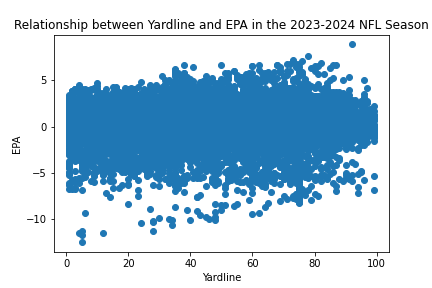 Relationship between Yardline and EPA in the 2023-2024 NFL Season
5
0
−5
−10
EPA
0 20 40 60 80 100
Yardline